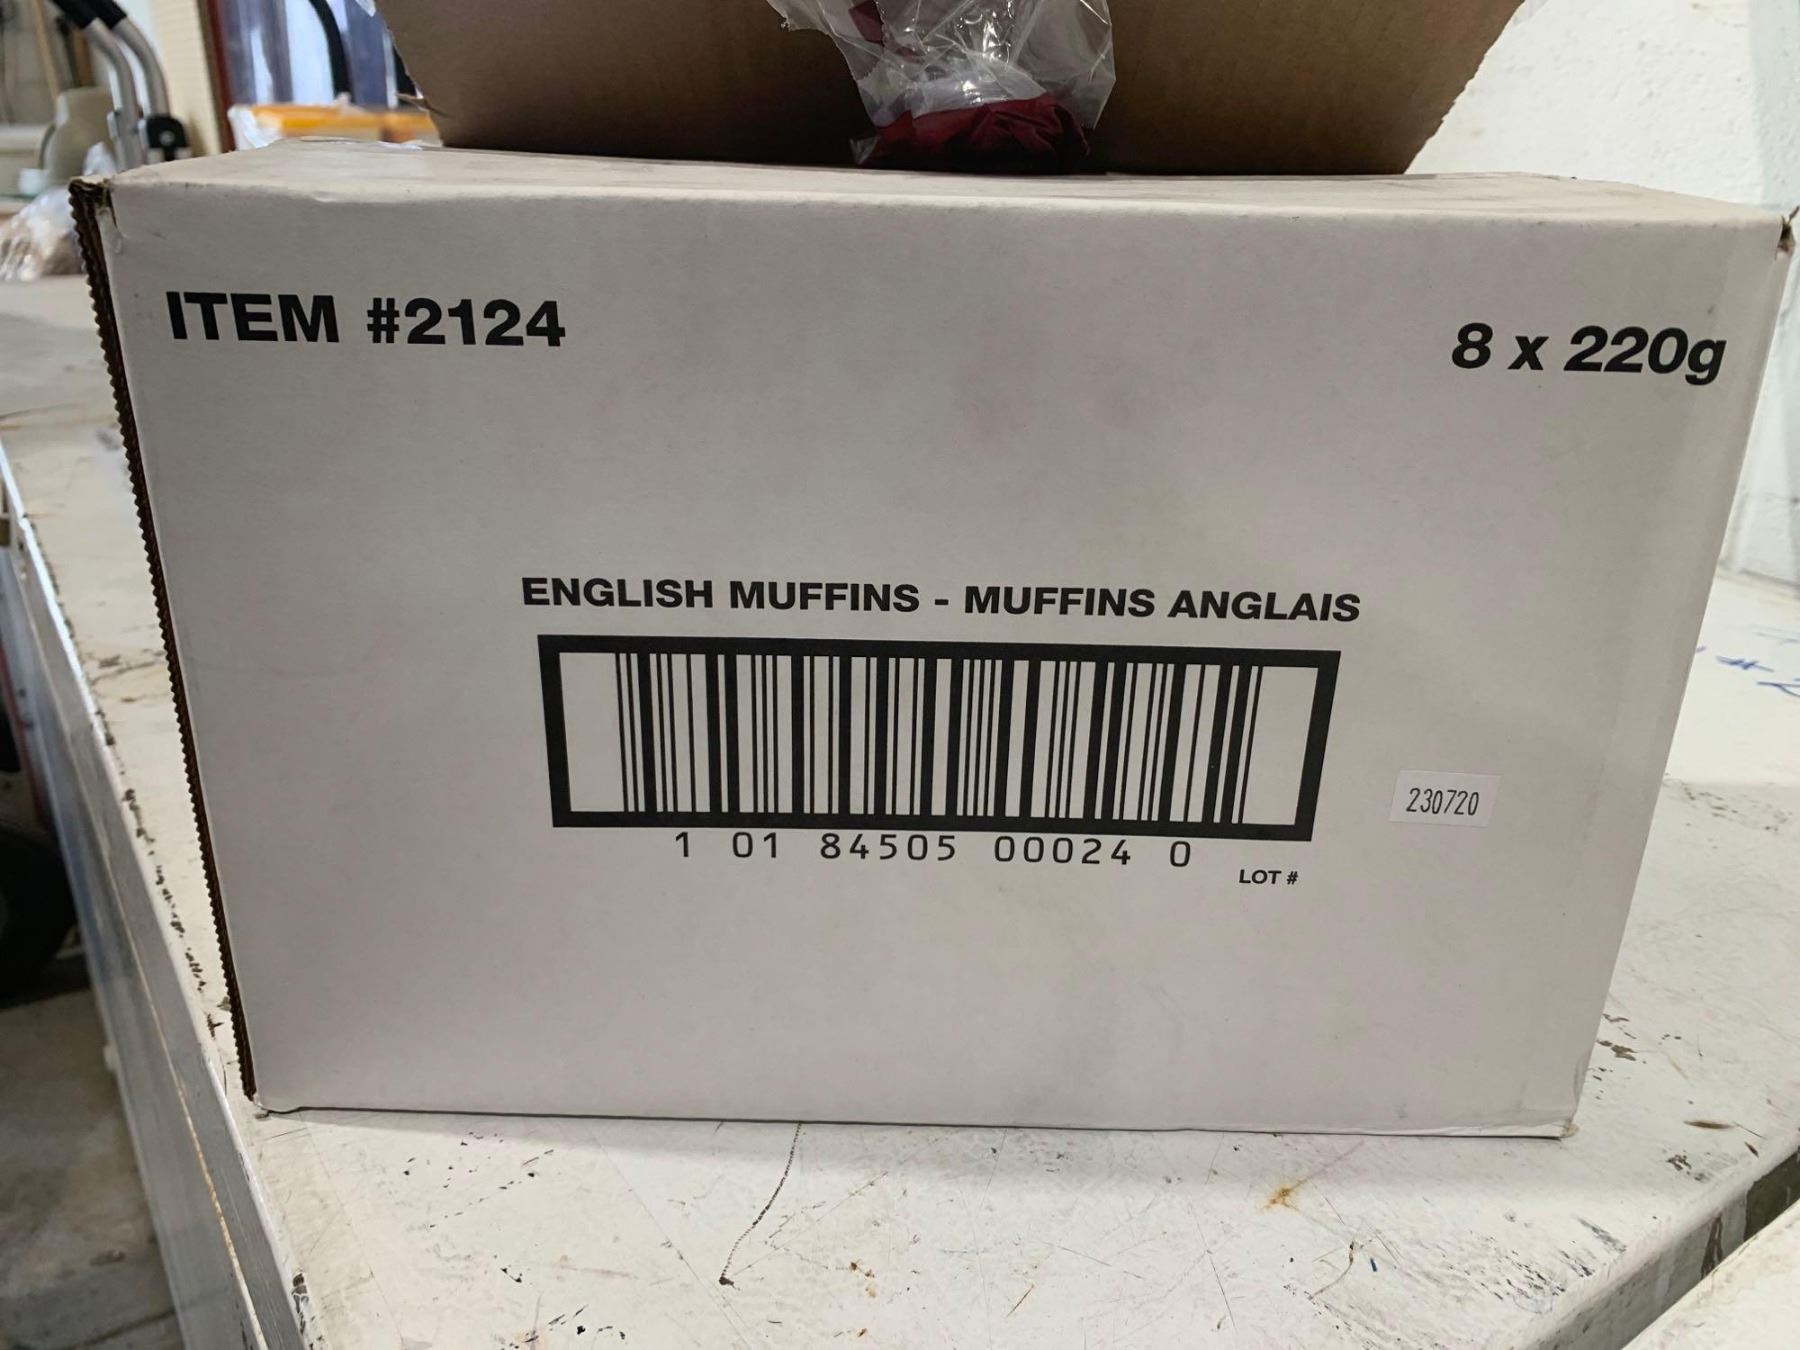 ITEM #2124
8 x 220g
ENGLISH MUFFINS - MUFFINS ANGLAIS
1 01 84505 00024 0
230720
LOT #